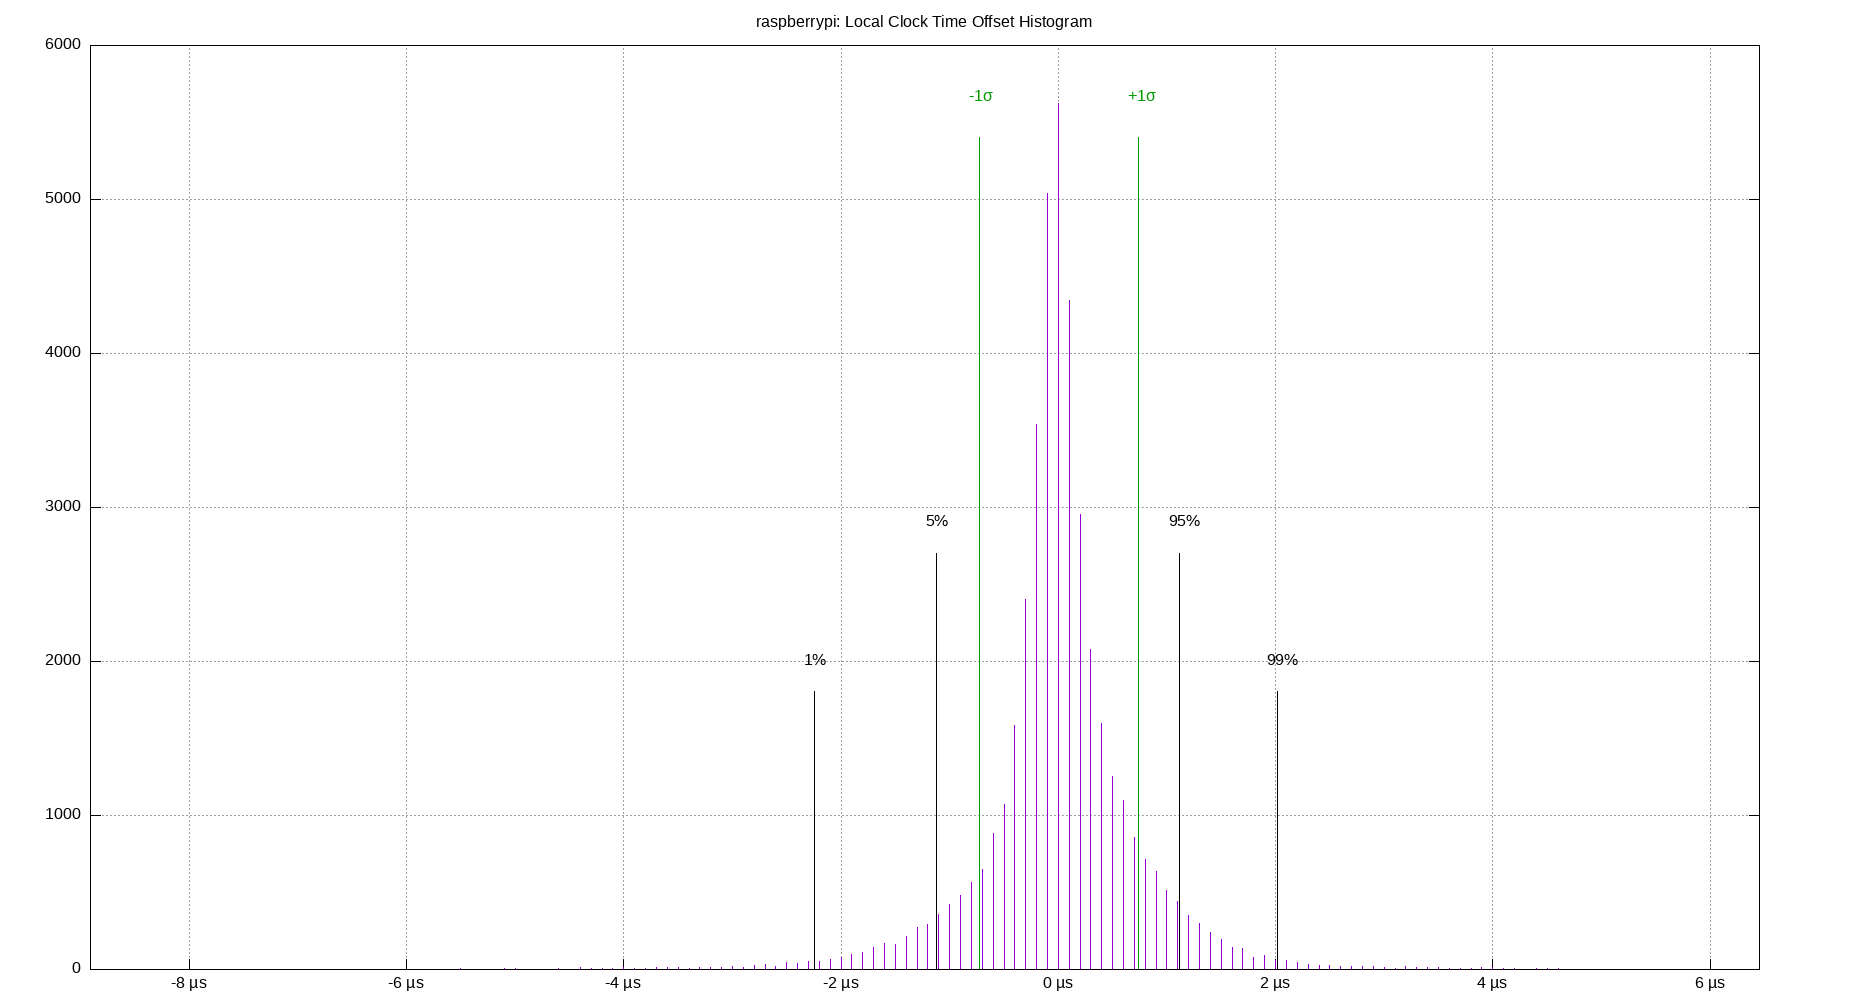 raspberrypi: Local Clock Time Offset Histogram
6000
-1σ
+1σ
5000
4000
3000
5%
95%
2000
1%
99%
1000
0
-8 µs
-6 µs
-4 µs
-2 µs
0 µs
2 µs
4 µs
6 µs